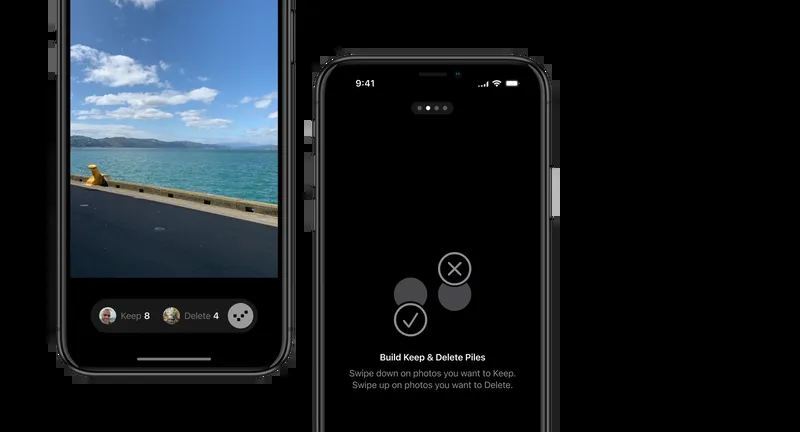 Keep 8 Delete 4
9:41
Build Keep & Delete Piles
Swipe down on photos you want to Keep.
Swipe up on photos you want to Delete.